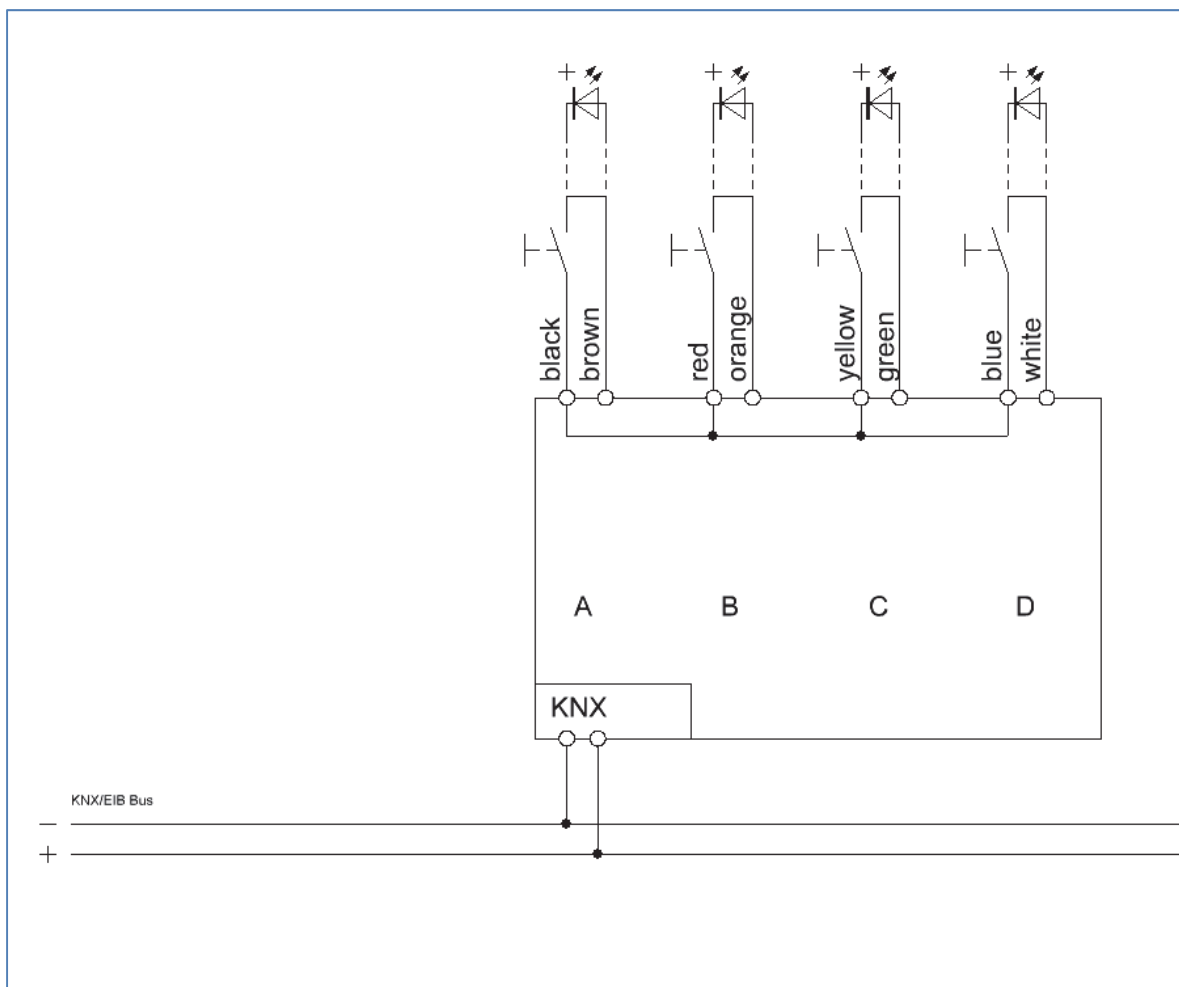 + + + +
black brown red orange yellow green blue white
A B C D
KNX
KNX/EIB Bus
−
+